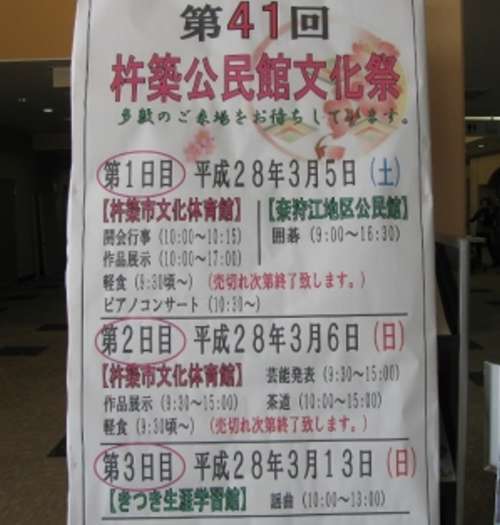 第41回
杵築公民館文化祭
多数のご来場をお待ちしています。
第1日目 平成28年3月5日(土)
【杵築市文化体育館】 【奈狩江地区公民館】
開会行事(10:00~10:15) 囲碁(9:00~16:30)
作品展示(10:00~17:00)
軽食(9:30頃~)(売切れ次第終了致します。)
ピアノコンサート(10:30~)
第2日目 平成28年3月6日(日)
【杵築市文化体育館】 芸能発表(9:30~15:00)
作品展示(9:30~15:00) 茶道(10:00~15:00)
軽食(9:30頃~)(売切れ次第終了致します。)
第3日目 平成28年3月13日(日)
【きつき生涯学習館】 謡曲(10:00~13:00)